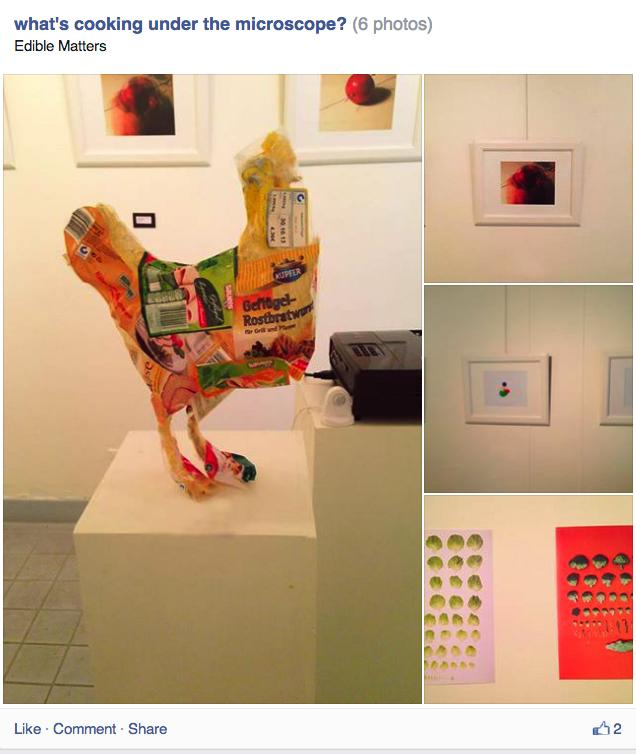 what's cooking under the microscope? (6 photos)
Edible Matters
KUPFER
Geflügel-
Rostbratwurst
für Grill und Pfanne
Like · Comment · Share
2